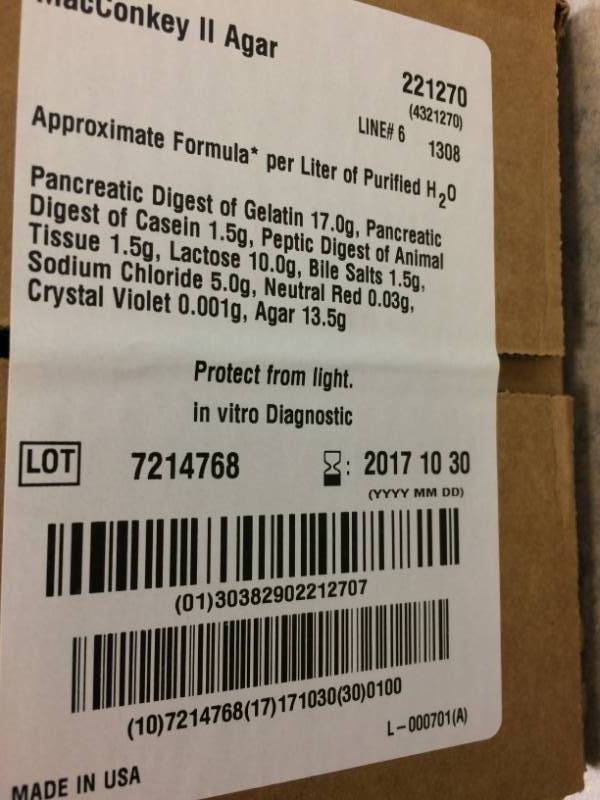 MacConkey II Agar
221270
(4321270)
LINE# 6 1308
Approximate Formula* per Liter of Purified H2O
Pancreatic Digest of Gelatin 17.0g, Pancreatic
Digest of Casein 1.5g, Peptic Digest of Animal
Tissue 1.5g, Lactose 10.0g, Bile Salts 1.5g,
Sodium Chloride 5.0g, Neutral Red 0.03g,
Crystal Violet 0.001g, Agar 13.5g
Protect from light.
in vitro Diagnostic
LOT 7214768 : 2017 10 30
(YYYY MM DD)
(01)30382902212707
(10)7214768(17)171030(30)0100
L-000701(A)
MADE IN USA